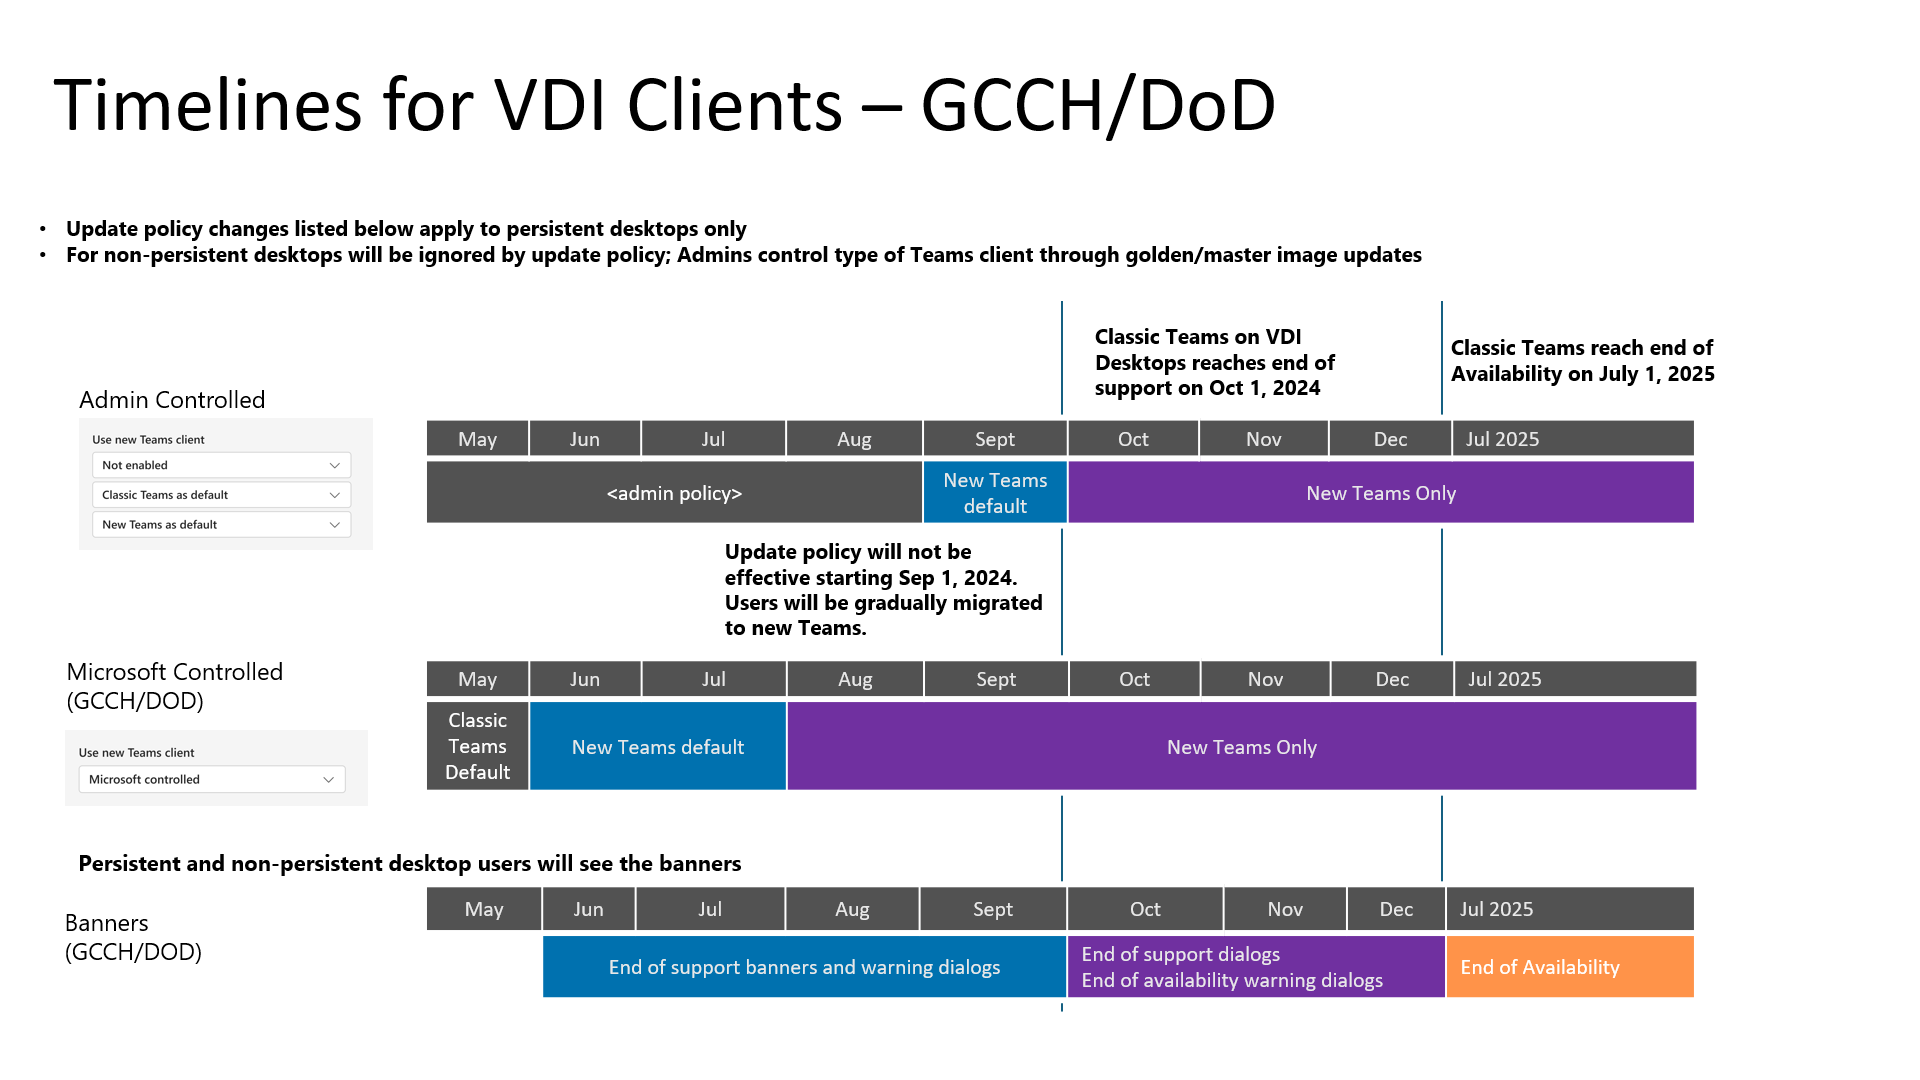 Timelines for VDI Clients – GCCH/DoD
• Update policy changes listed below apply to persistent desktops only
• For non-persistent desktops will be ignored by update policy; Admins control type of Teams client through golden/master image updates
Classic Teams on VDI
Desktops reaches end of
support on Oct 1, 2024
Classic Teams reach end of
Availability on July 1, 2025
Admin Controlled
Use new Teams client
Not enabled
Classic Teams as default
New Teams as default
May Jun Jul Aug Sept Oct Nov Dec Jul 2025
<admin policy>
New Teams
default
New Teams Only
Update policy will not be
effective starting Sep 1, 2024.
Users will be gradually migrated
to new Teams.
Microsoft Controlled
(GCCH/DOD)
Use new Teams client
Microsoft controlled
May Jun Jul Aug Sept Oct Nov Dec Jul 2025
Classic
Teams
Default
New Teams default
New Teams Only
Persistent and non-persistent desktop users will see the banners
Banners
(GCCH/DOD)
May Jun Jul Aug Sept Oct Nov Dec Jul 2025
End of support banners and warning dialogs
End of support dialogs
End of availability warning dialogs
End of Availability